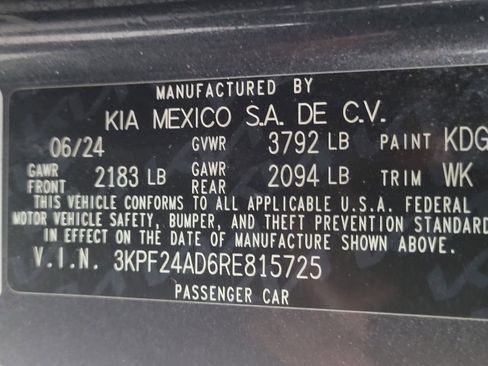 MANUFACTURED BY
KIA MEXICO S.A. DE C.V.
06/24 GVWR 3792 LB PAINT KDG
GAWR FRONT 2183 LB GAWR REAR 2094 LB TRIM WK
THIS VEHICLE CONFORMS TO ALL APPLICABLE U.S.A. FEDERAL
MOTOR VEHICLE SAFETY, BUMPER, AND THEFT PREVENTION STANDARD
IN EFFECT ON THE DATE OF MANUFACTURE SHOWN ABOVE.
V.I.N. 3KPF24AD6RE815725
PASSENGER CAR